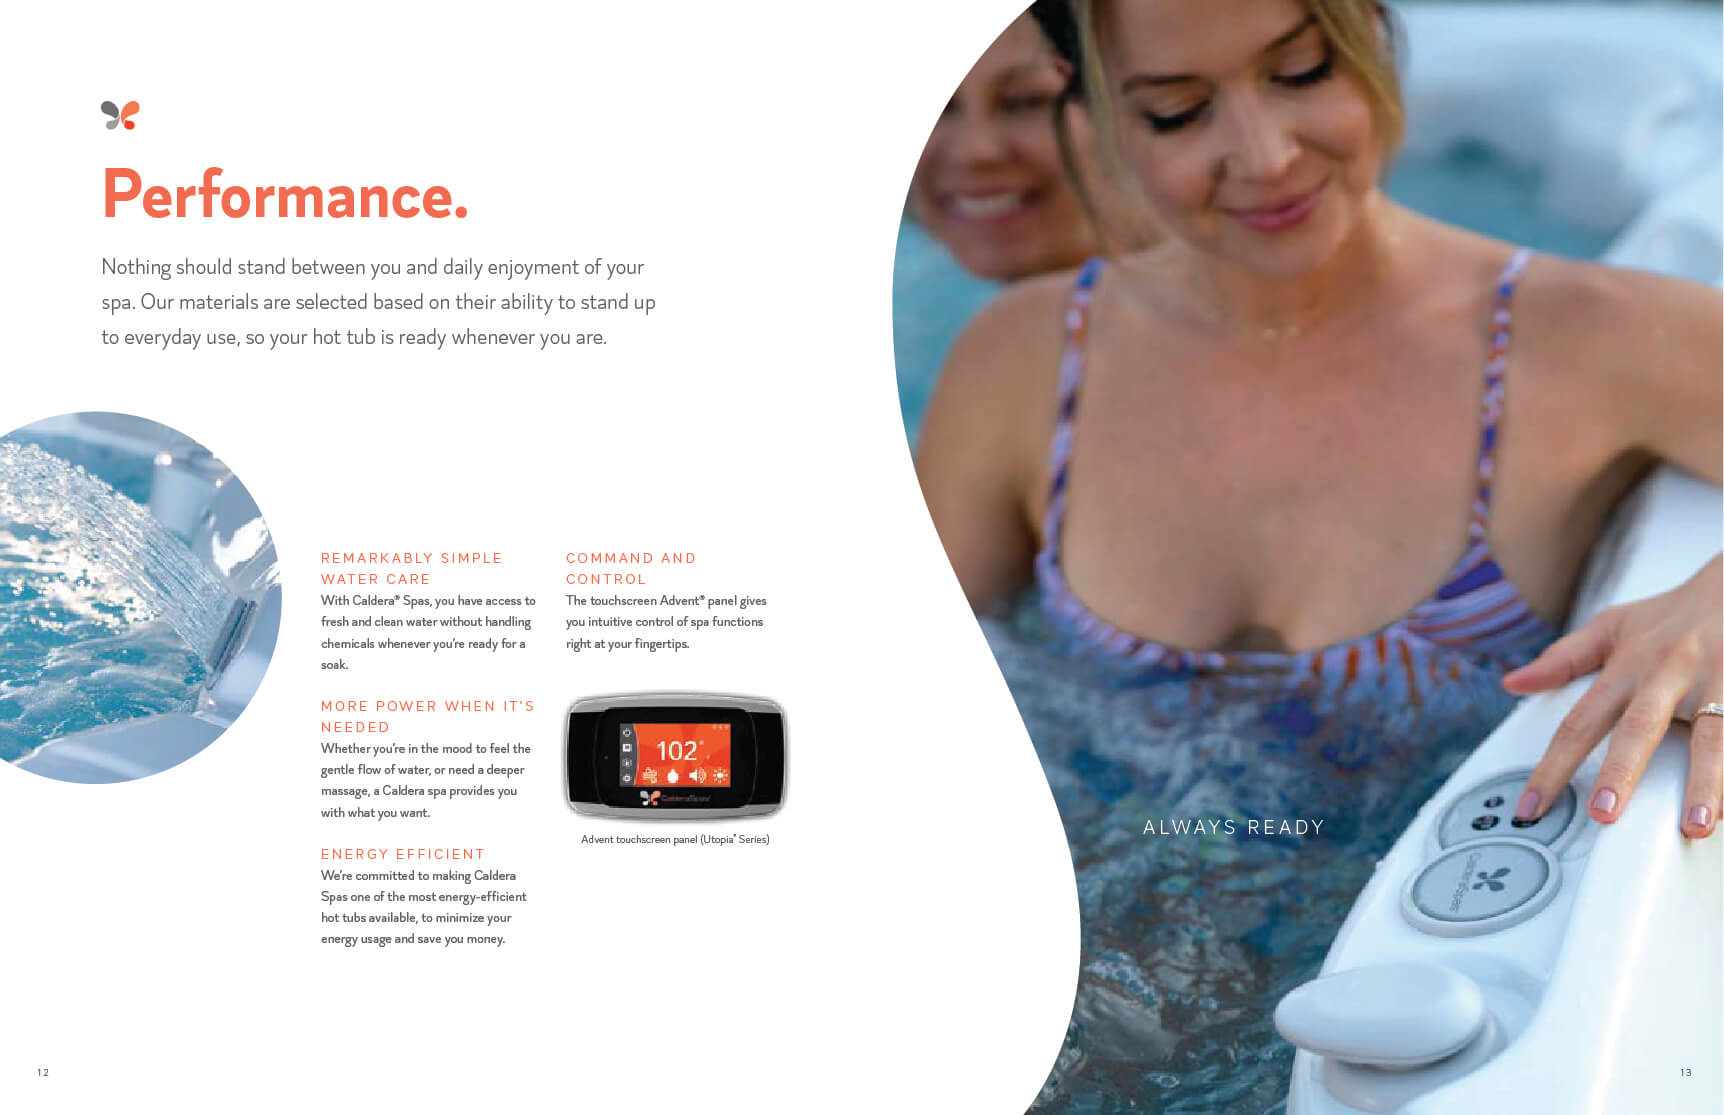 Performance.
Nothing should stand between you and daily enjoyment of your
spa. Our materials are selected based on their ability to stand up
to everyday use, so your hot tub is ready whenever you are.
REMARKABLY SIMPLE
WATER CARE
With Caldera® Spas, you have access to
fresh and clean water without handling
chemicals whenever you're ready for a
soak.
MORE POWER WHEN IT'S
NEEDED
Whether you're in the mood to feel the
gentle flow of water, or need a deeper
massage, a Caldera spa provides you
with what you want.
ENERGY EFFICIENT
We're committed to making Caldera
Spas one of the most energy-efficient
hot tubs available, to minimize your
energy usage and save you money.
COMMAND AND
CONTROL
The touchscreen Advent® panel gives
you intuitive control of spa functions
right at your fingertips.
102°
CalderaSpas®
Advent touchscreen panel (Utopia® Series)
ALWAYS READY
CalderaSpas
12
13